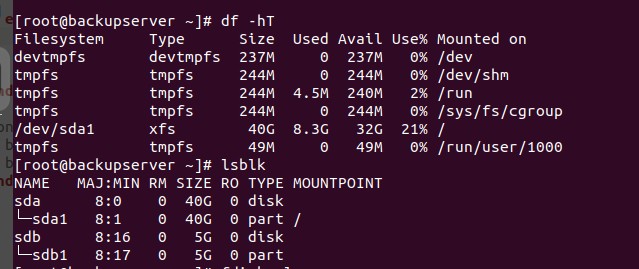 [root@backupserver ~]# df -hT
Filesystem     Type      Size  Used Avail Use% Mounted on
devtmpfs       devtmpfs  237M     0  237M   0% /dev
tmpfs          tmpfs     244M     0  244M   0% /dev/shm
tmpfs          tmpfs     244M  4.5M  240M   2% /run
tmpfs          tmpfs     244M     0  244M   0% /sys/fs/cgroup
/dev/sda1      xfs        40G  8.3G   32G  21% /
tmpfs          tmpfs      49M     0   49M   0% /run/user/1000
[root@backupserver ~]# lsblk
NAME   MAJ:MIN RM SIZE RO TYPE MOUNTPOINT
sda      8:0    0  40G  0 disk
└─sda1   8:1    0  40G  0 part /
sdb      8:16   0   5G  0 disk
└─sdb1   8:17   0   5G  0 part